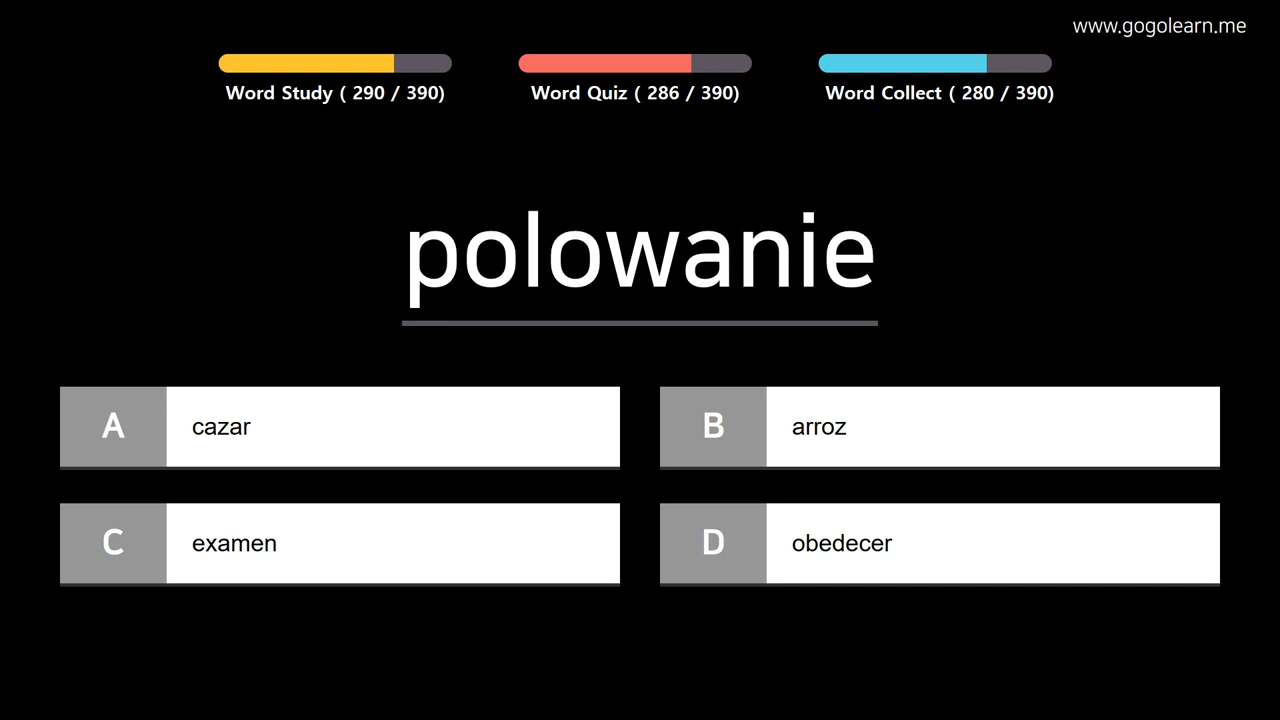 www.gogolearn.me
Word Study ( 290 / 390)
Word Quiz ( 286 / 390)
Word Collect ( 280 / 390)
polowanie
A cazar
B arroz
C examen
D obedecer